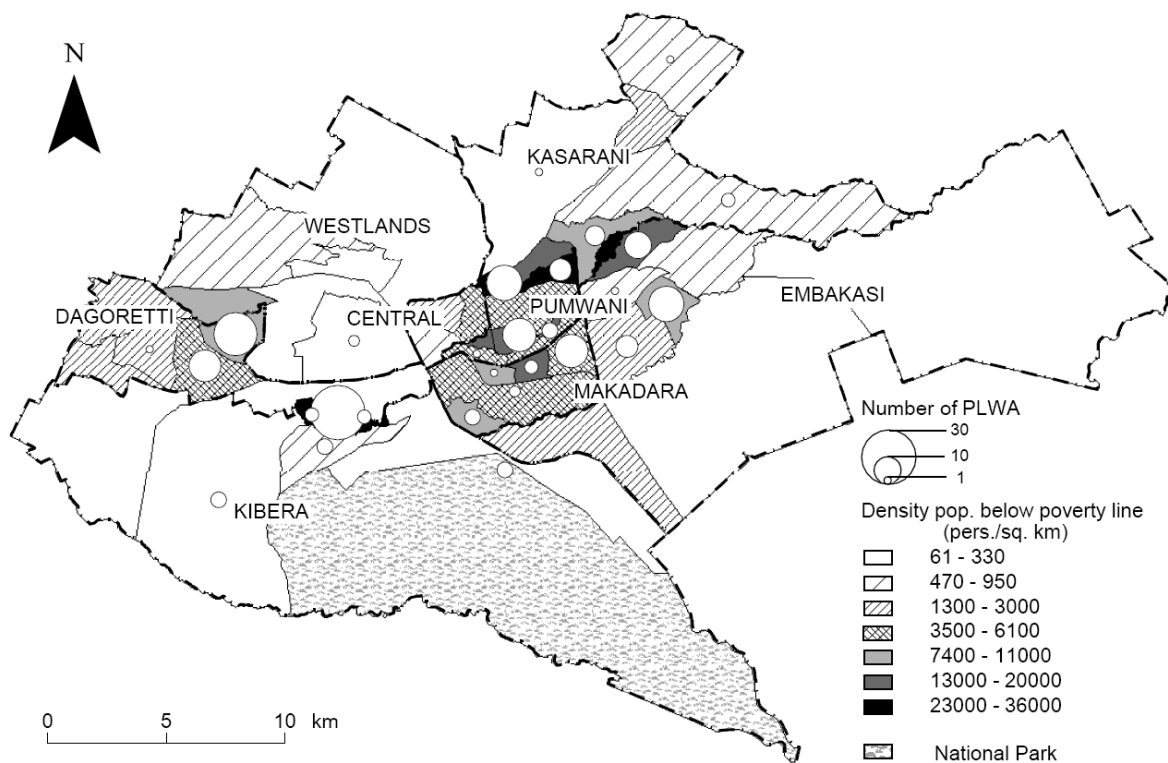 N
KASARANI
WESTLANDS
DAGORETTI
CENTRAL
PUMWANI
EMBAKASI
MAKADARA
KIBERA
Number of PLWA
30
10
1
Density pop. below poverty line
(pers./sq. km)
61 - 330
470 - 950
1300 - 3000
3500 - 6100
7400 - 11000
13000 - 20000
23000 - 36000
National Park
0 5 10 km